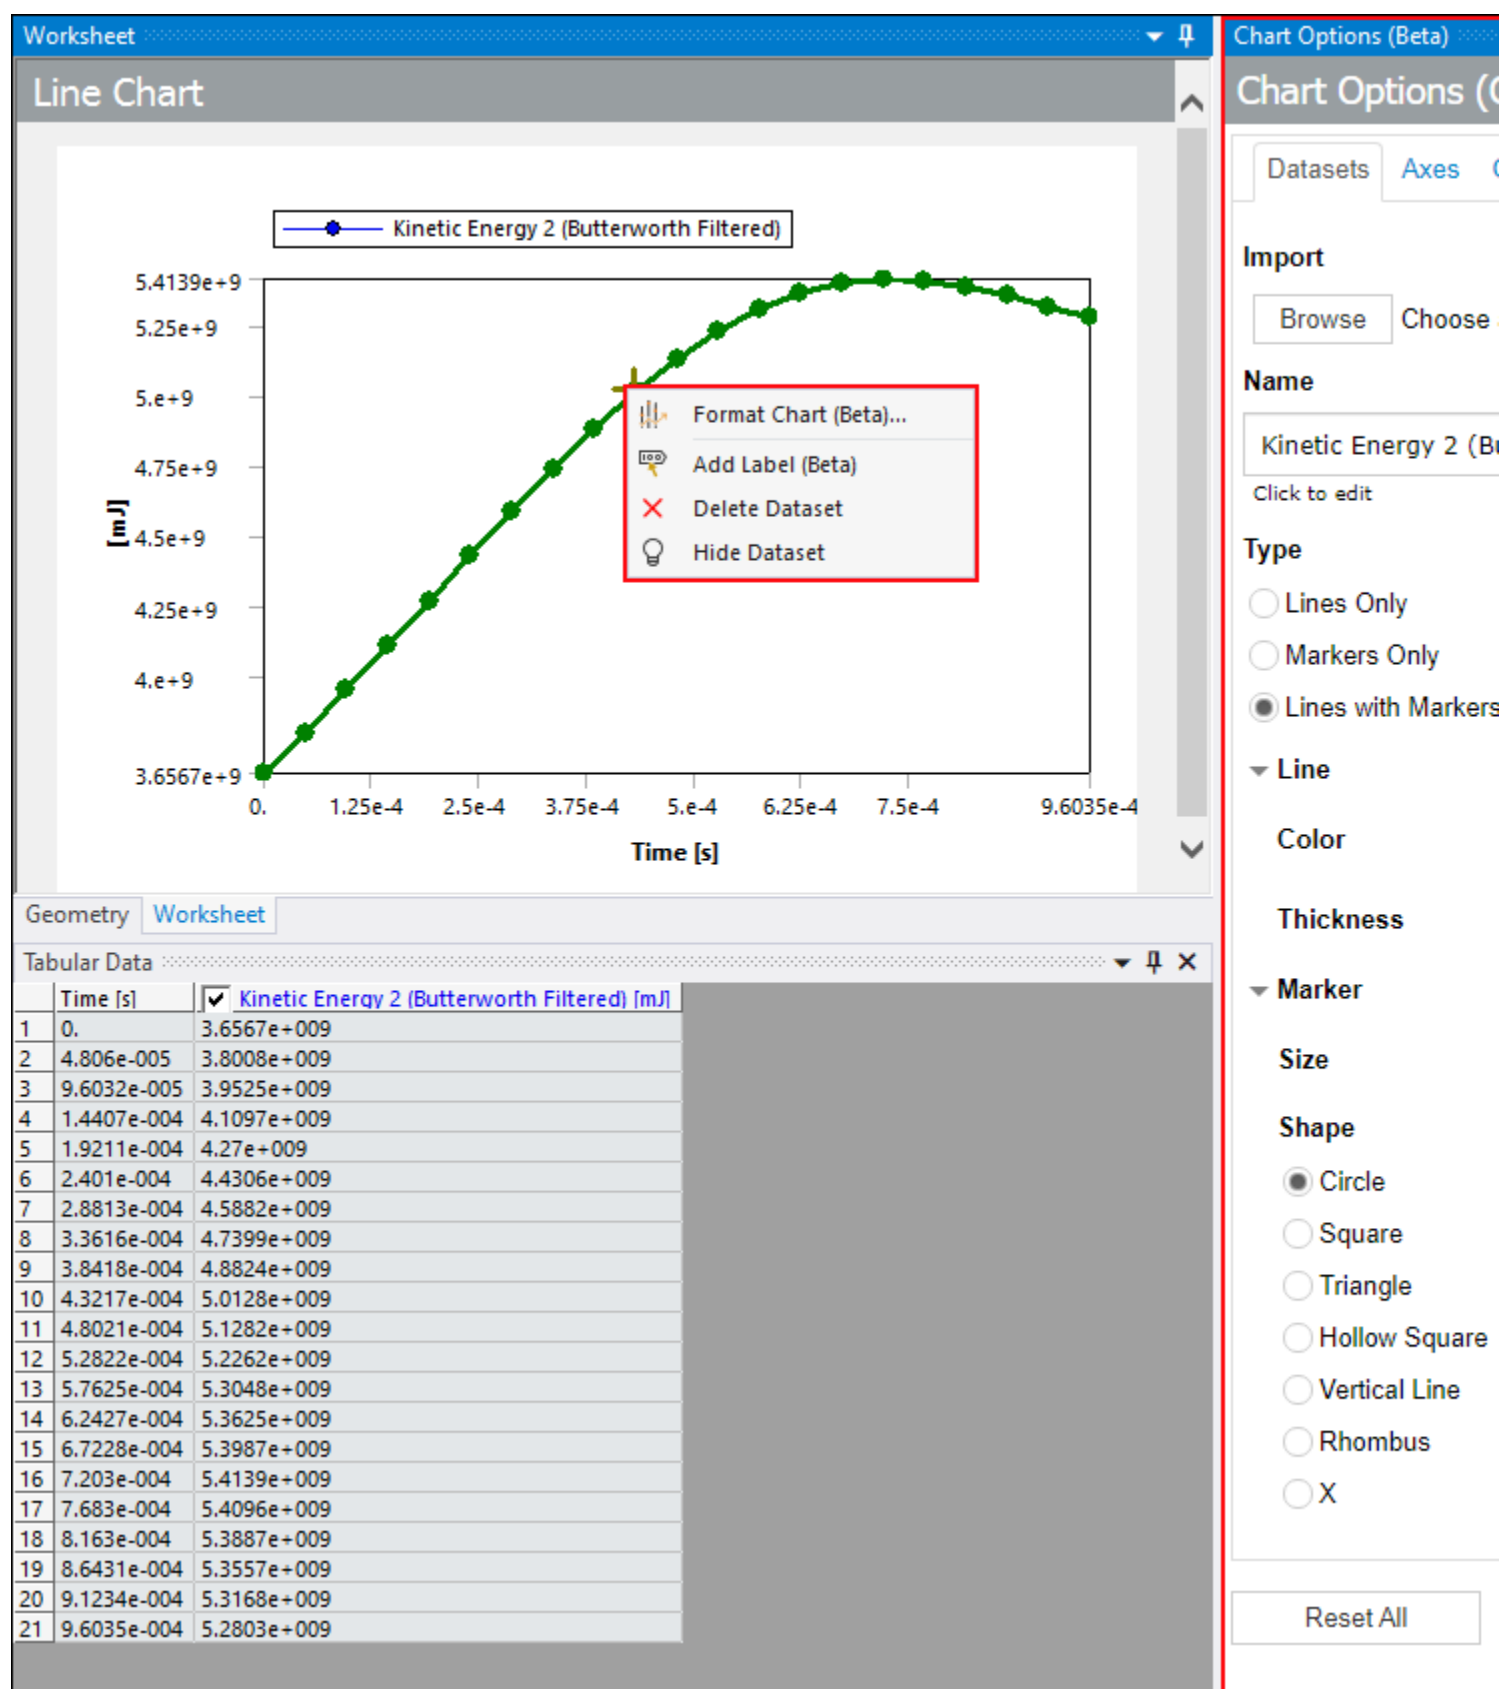 Worksheet
Line Chart
Kinetic Energy 2 (Butterworth Filtered)
5.4139e+9
5.25e+9
5.e+9
4.75e+9
4.5e+9
4.25e+9
4.e+9
3.6567e+9
[mJ]
0. 1.25e-4 2.5e-4 3.75e-4 5.e-4 6.25e-4 7.5e-4 9.6035e-4
Time [s]
Format Chart (Beta)...
Add Label (Beta)
Delete Dataset
Hide Dataset
Geometry Worksheet
Tabular Data
Time [s] Kinetic Energy 2 (Butterworth Filtered) [mJ]
1 0. 3.6567e+009
2 4.806e-005 3.8008e+009
3 9.6032e-005 3.9525e+009
4 1.4407e-004 4.1097e+009
5 1.9211e-004 4.27e+009
6 2.401e-004 4.4306e+009
7 2.8813e-004 4.5882e+009
8 3.3616e-004 4.7399e+009
9 3.8418e-004 4.8824e+009
10 4.3217e-004 5.0128e+009
11 4.8021e-004 5.1282e+009
12 5.2822e-004 5.2262e+009
13 5.7625e-004 5.3048e+009
14 6.2427e-004 5.3625e+009
15 6.7228e-004 5.3987e+009
16 7.203e-004 5.4139e+009
17 7.683e-004 5.4096e+009
18 8.163e-004 5.3887e+009
19 8.6431e-004 5.3557e+009
20 9.1234e-004 5.3168e+009
21 9.6035e-004 5.2803e+009
Chart Options (Beta)
Chart Options (
Datasets Axes
Import
Browse Choose
Name
Kinetic Energy 2 (Bu
Click to edit
Type
Lines Only
Markers Only
Lines with Markers
Line
Color
Thickness
Marker
Size
Shape
Circle
Square
Triangle
Hollow Square
Vertical Line
Rhombus
X
Reset All